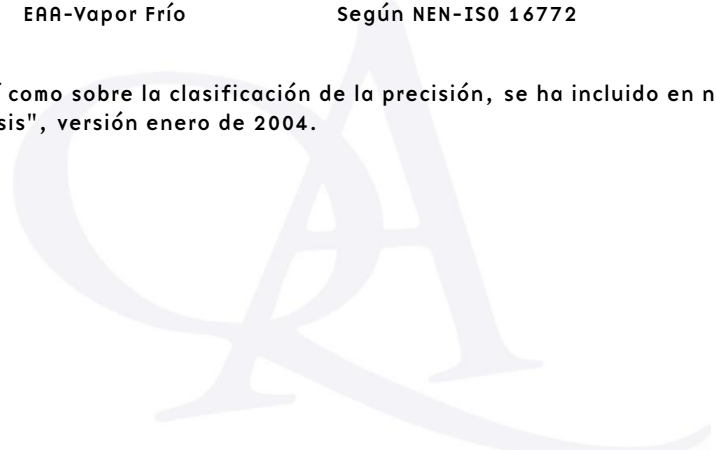 EAA-Vapor Frío Según NEN-ISO 16772
como sobre la clasificación de la precisión, se ha incluido en n
sis", versión enero de 2004.